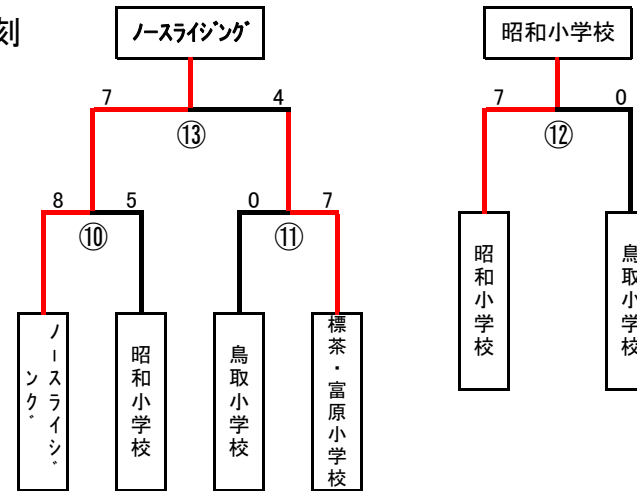 刻
ノースライジング
昭和小学校
7 4
7 0
⑬
⑫
8 5
0 7
⑩
⑪
ノースライジング
昭和小学校
鳥取小学校
標茶・富原小学校
昭和小学校
鳥取小学校